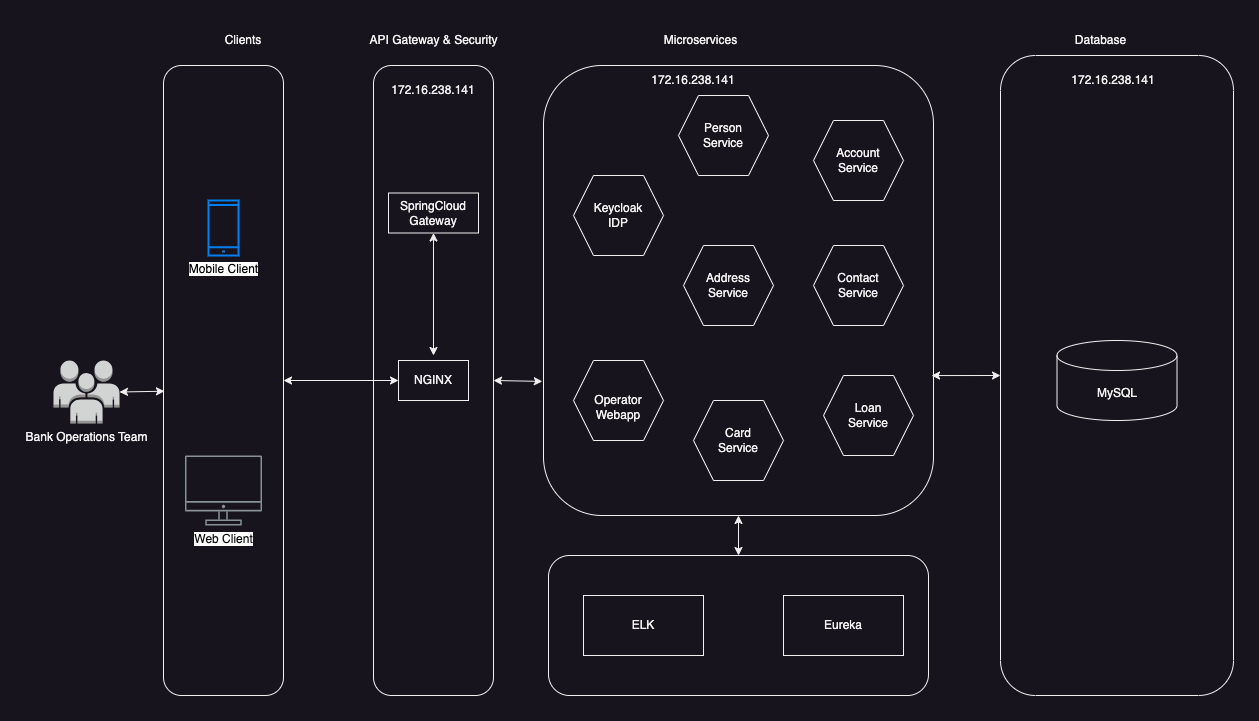 Clients
API Gateway & Security
Microservices
Database
172.16.238.141
172.16.238.141
172.16.238.141
Person
Service
Account
Service
SpringCloud
Gateway
Keycloak
IDP
Mobile Client
Address
Service
Contact
Service
NGINX
MySQL
Operator
Webapp
Loan
Service
Card
Service
Bank Operations Team
Web Client
ELK
Eureka